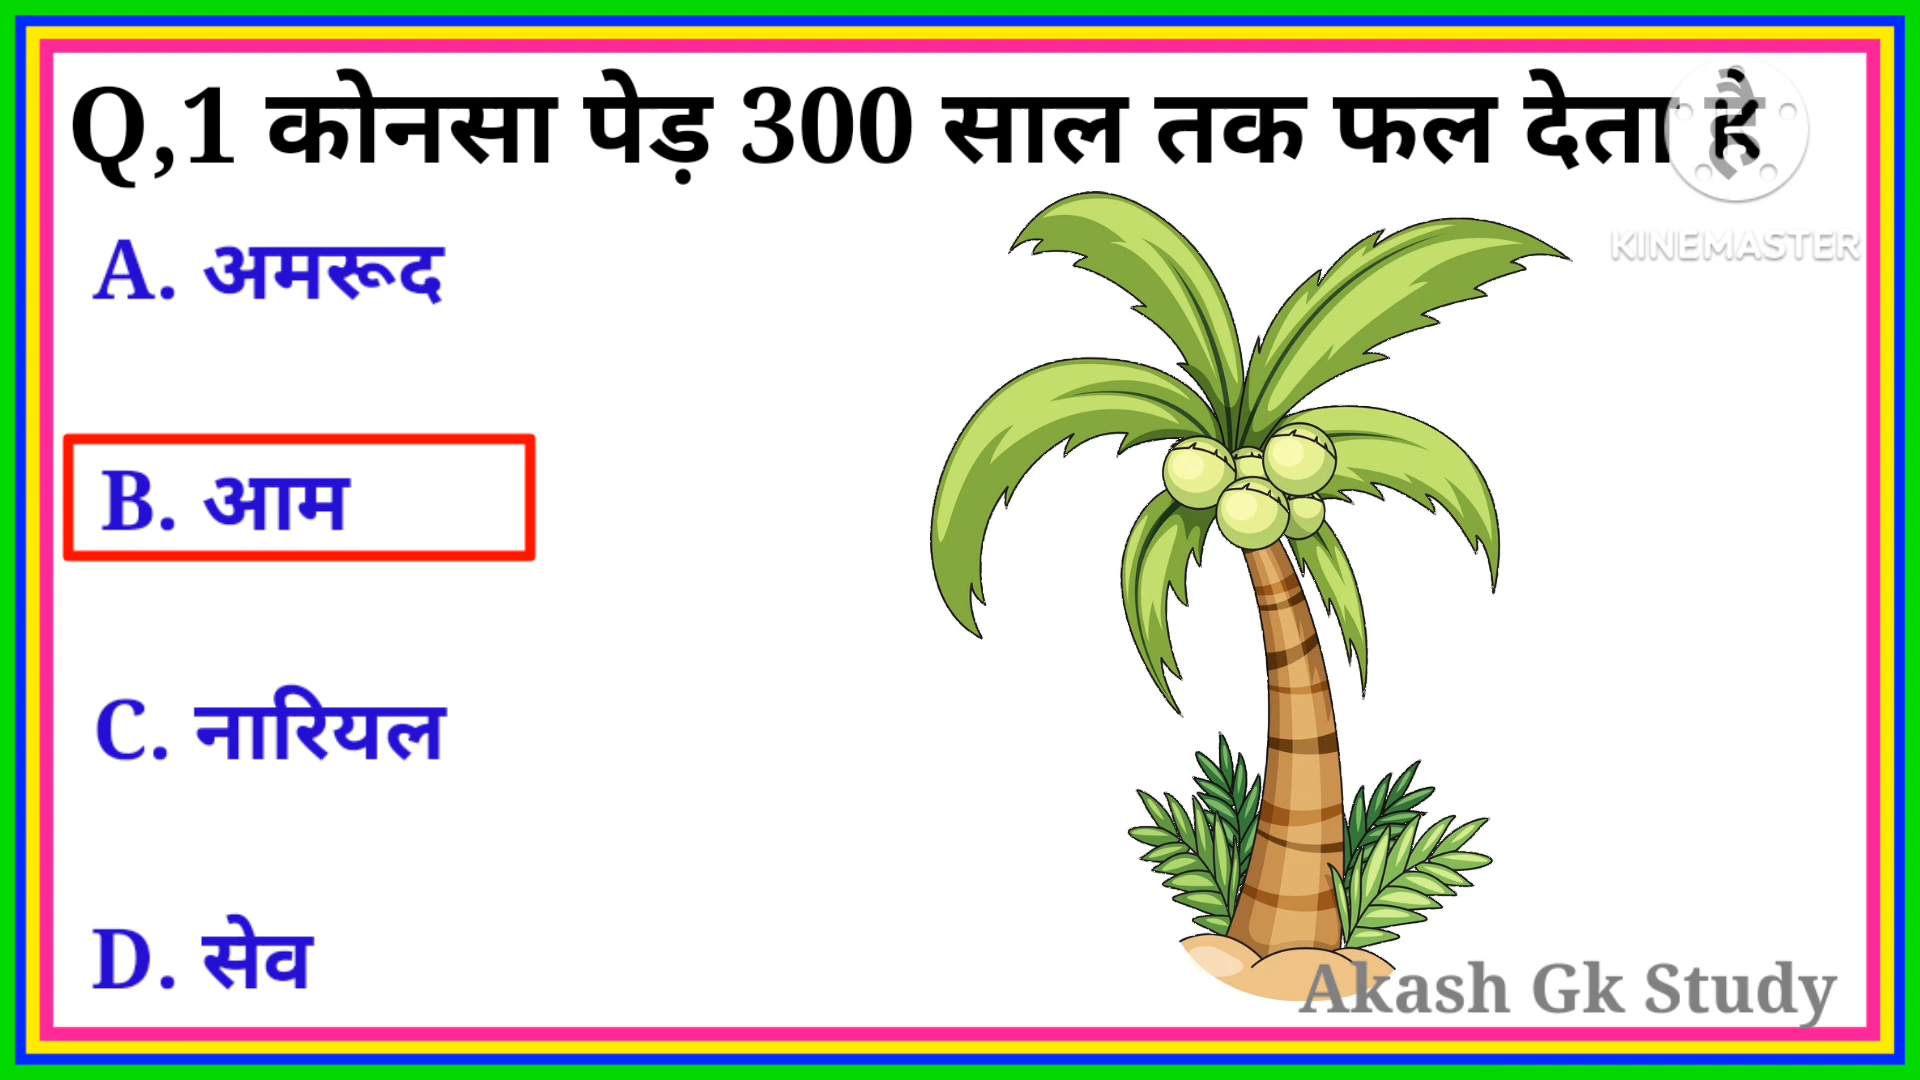 Q,1 कोनसा पेड़ 300 साल तक फल देता है
KINEMASTER
A. अमरूद
B. आम
C. नारियल
D. सेव
Akash Gk Study